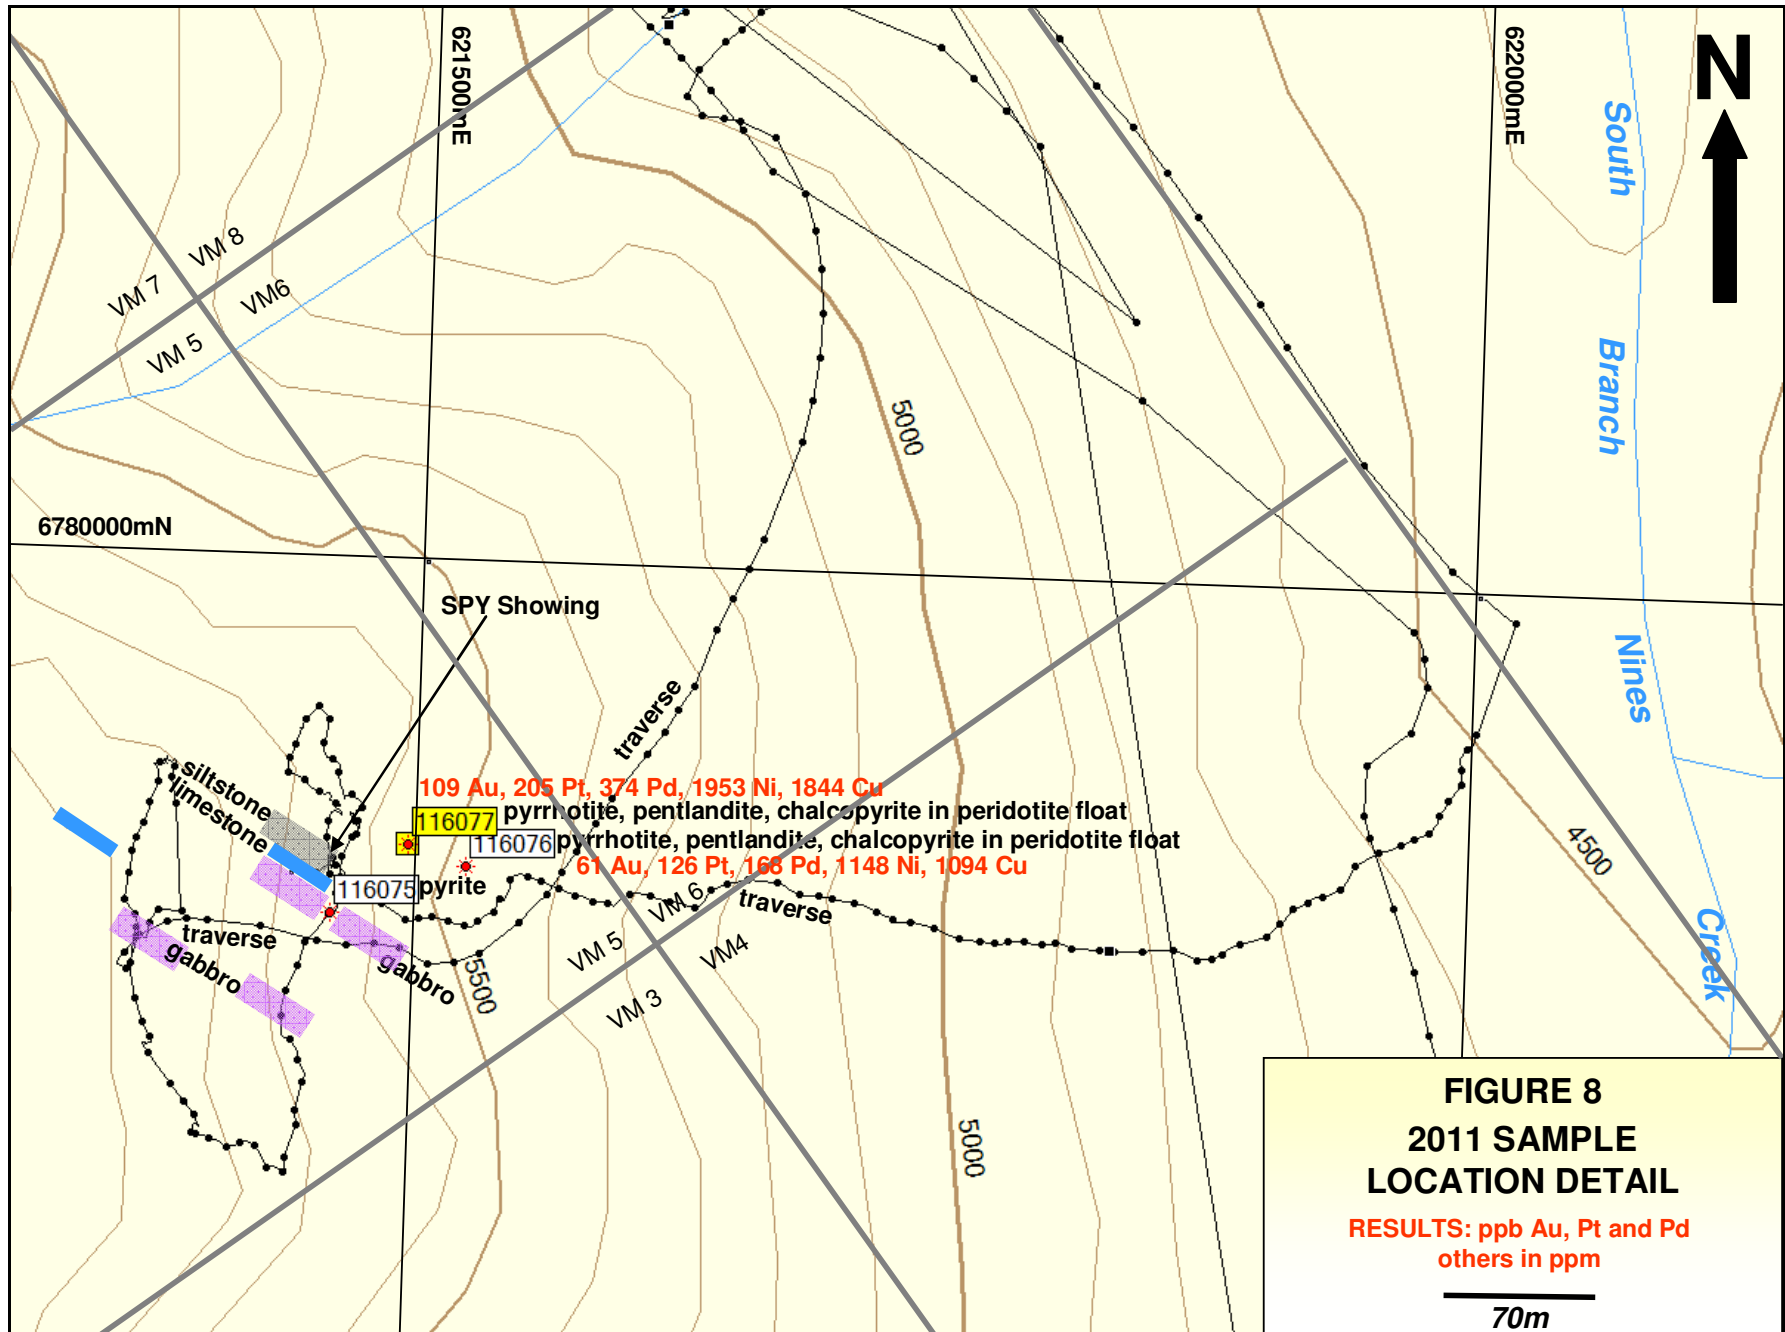 621500mE
622000mE
N
South
Branch
Nines
Creek
VM 8
VM 7
VM6
VM 5
5000
6780000mN
SPY Showing
traverse
109 Au, 205 Pt, 374 Pd, 1953 Ni, 1844 Cu
116077 pyrrhotite, pentlandite, chalcopyrite in peridotite float
116076 pyrrhotite, pentlandite, chalcopyrite in peridotite float
61 Au, 126 Pt, 168 Pd, 1148 Ni, 1094 Cu
siltstone
limestone
116075 pyrite
4500
traverse
gabbro
gabbro
5500
VM 6
traverse
VM 5
VM4
VM 3
5000
FIGURE 8
2011 SAMPLE
LOCATION DETAIL
RESULTS: ppb Au, Pt and Pd
others in ppm
70m